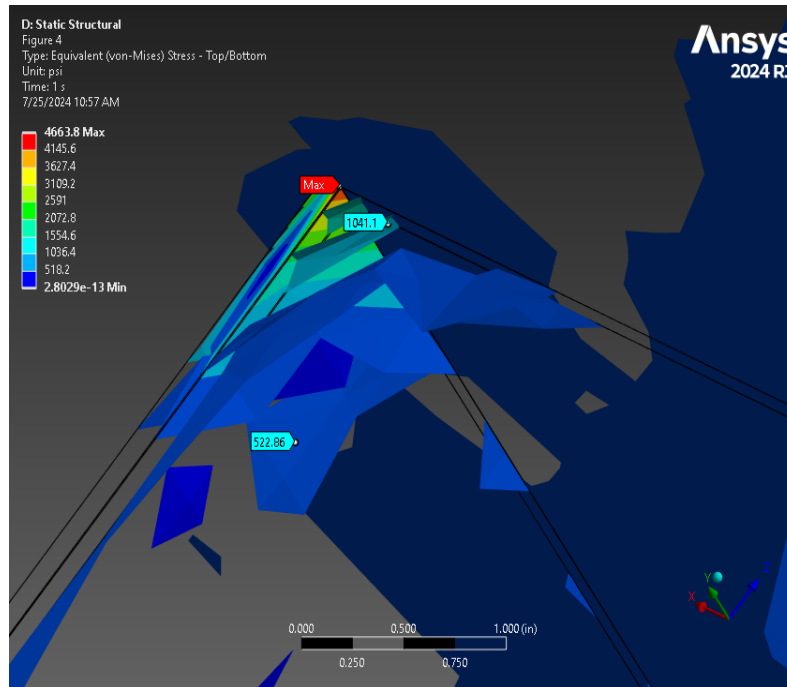 D: Static Structural
Figure 4
Type: Equivalent (von-Mises) Stress - Top/Bottom
Unit: psi
Time: 1 s
7/25/2024 10:57 AM
4663.8 Max
4145.6
3627.4
3109.2
2591
2072.8
1554.6
1036.4
518.2
2.8029e-13 Min
Ansys
2024 R
Max
1041.1
522.86
0.000
0.500
1.000 (in)
0.250
0.750
X
Y